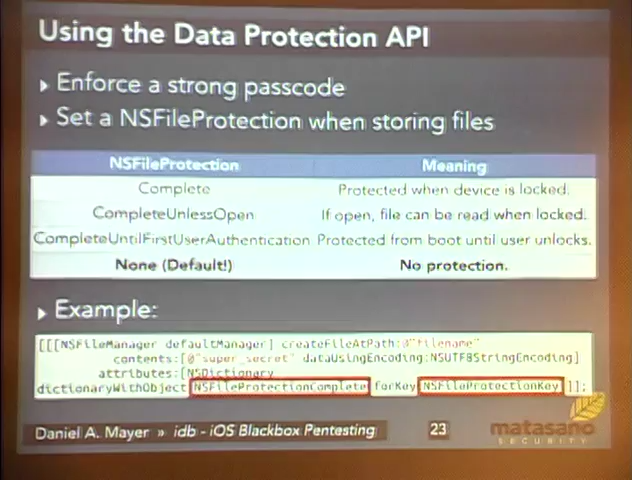 Using the Data Protection API
Enforce a strong passcode
Set a NSFileProtection when storing files
NSFileProtection Meaning
Complete Protected when device is locked.
CompleteUnlessOpen If open, file can be read when locked.
CompleteUntilFirstUserAuthentication Protected from boot until user unlocks.
None (Default!) No protection.
Example:
[[[NSFileManager defaultManager] createFileAtPath:@"filename"
contents:[@"super_secret" dataUsingEncoding:NSUTF8StringEncoding]
attributes:[NSDictionary
dictionaryWithObject:NSFileProtectionComplete forKey:NSFileProtectionKey]];
Daniel A. Mayer » idb - iOS Blackbox Pentesting 23
matasano
SECURITY